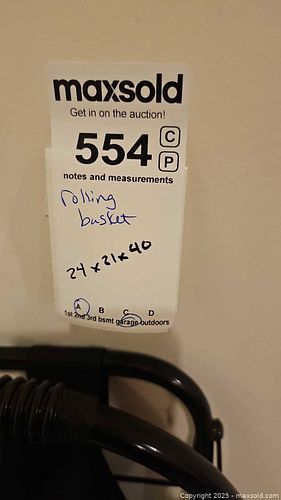 maxsold
Get in on the auction!
554 C
P
notes and measurements
rolling
basket
24 x 21 x 40
A B C D
1st 2nd 3rd bsmt garage outdoors
Copyright 2025 - maxsold.com